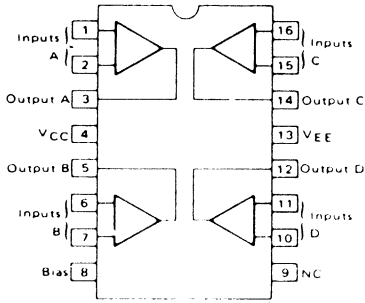 1 16
Inputs A Inputs C
2 15
Output A 3 14 Output C
VCC 4 13 VEE
Output B 5 12 Output D
6 11
Inputs B Inputs D
7 10
Bias 8 9 NC